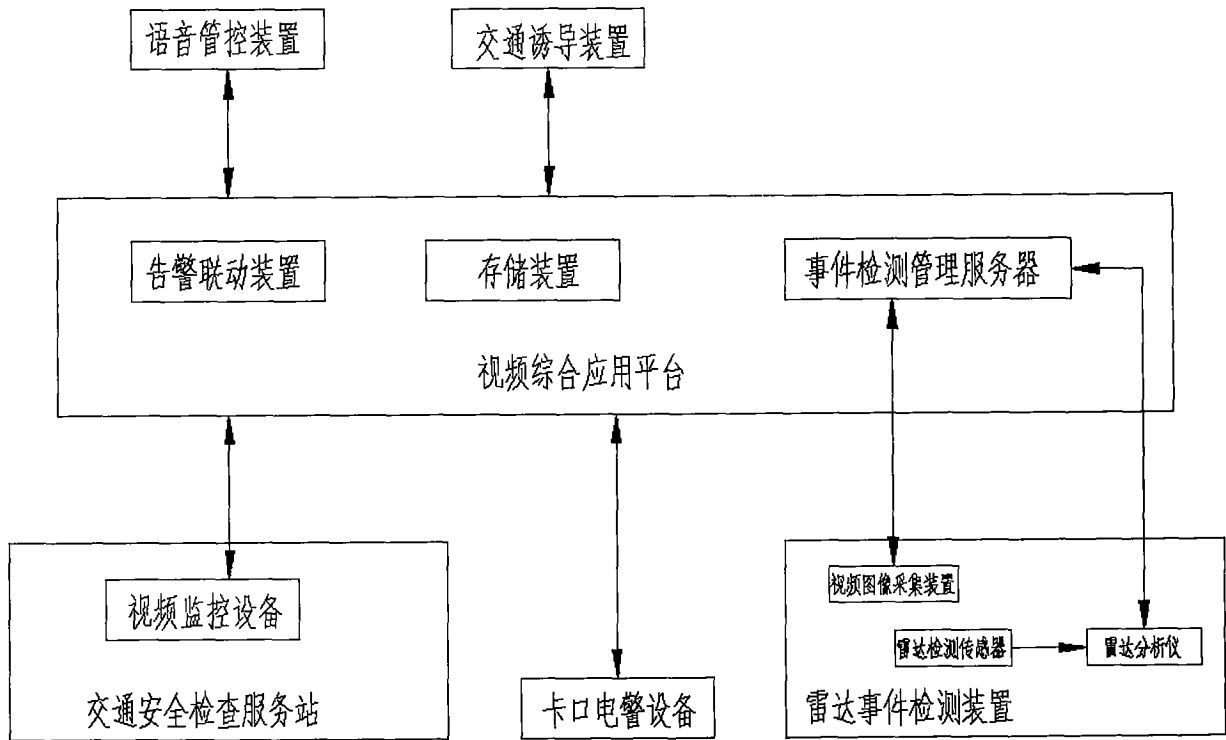 语音管控装置
交通诱导装置
告警联动装置
存储装置
事件检测管理服务器
视频综合应用平台
视频图像采集装置
视频监控设备
雷达检测传感器
雷达分析仪
交通安全检查服务站
卡口电警设备
雷达事件检测装置